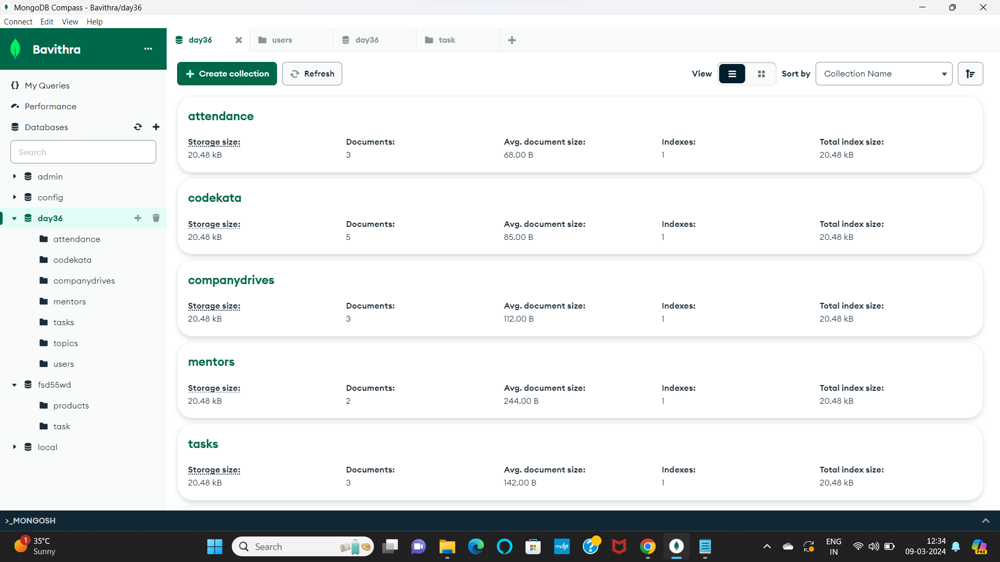 MongoDB Compass - Bavithra/day36
Connect Edit View Help
Bavithra
My Queries
Performance
Databases
Search
admin
config
day36
attendance
codekata
companydrives
mentors
tasks
topics
users
fsd55wd
products
task
local
day36 users day36 task
Create collection Refresh View Sort by Collection Name
attendance
Storage size: Documents: Avg. document size: Indexes: Total index size:
20.48 kB 3 68.00 B 1 20.48 kB
codekata
Storage size: Documents: Avg. document size: Indexes: Total index size:
20.48 kB 5 85.00 B 1 20.48 kB
companydrives
Storage size: Documents: Avg. document size: Indexes: Total index size:
20.48 kB 3 112.00 B 1 20.48 kB
mentors
Storage size: Documents: Avg. document size: Indexes: Total index size:
20.48 kB 2 244.00 B 1 20.48 kB
tasks
Storage size: Documents: Avg. document size: Indexes: Total index size:
20.48 kB 3 142.00 B 1 20.48 kB
>_MONGOSH
1 35°C
Sunny
Search
myhp
ENG
IN
12:34
09-03-2024
PRE